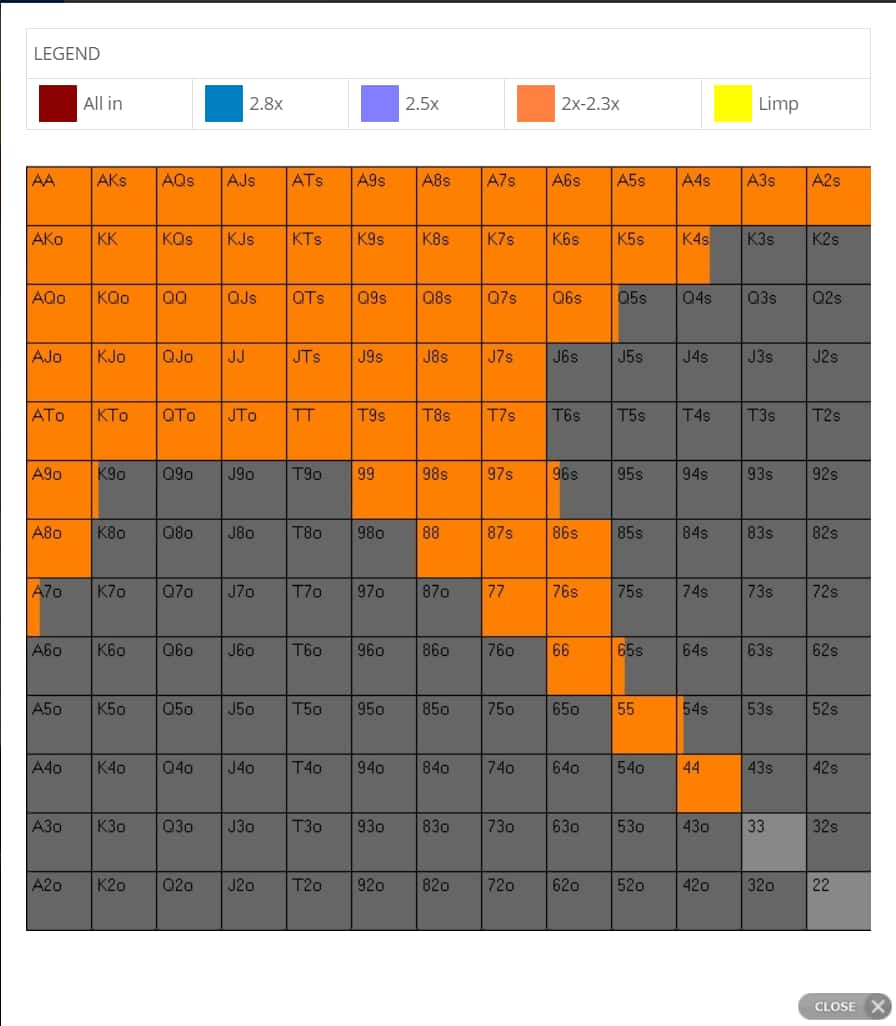 LEGEND
All in 2.8x 2.5x 2x-2.3x Limp
AA AKs AQs AJs ATs A9s A8s A7s A6s A5s A4s A3s A2s
AKo KK KQs KJs KTs K9s K8s K7s K6s K5s K4s K3s K2s
AQo KQo QQ QJs QTs Q9s Q8s Q7s Q6s Q5s Q4s Q3s Q2s
AJo KJo QJo JJ JTs J9s J8s J7s J6s J5s J4s J3s J2s
ATo KTo QTo JTo TT T9s T8s T7s T6s T5s T4s T3s T2s
A9o K9o Q9o J9o T9o 99 98s 97s 96s 95s 94s 93s 92s
A8o K8o Q8o J8o T8o 98o 88 87s 86s 85s 84s 83s 82s
A7o K7o Q7o J7o T7o 97o 87o 77 76s 75s 74s 73s 72s
A6o K6o Q6o J6o T6o 96o 86o 76o 66 65s 64s 63s 62s
A5o K5o Q5o J5o T5o 95o 85o 75o 65o 55 54s 53s 52s
A4o K4o Q4o J4o T4o 94o 84o 74o 64o 54o 44 43s 42s
A3o K3o Q3o J3o T3o 93o 83o 73o 63o 53o 43o 33 32s
A2o K2o Q2o J2o T2o 92o 82o 72o 62o 52o 42o 32o 22
CLOSE